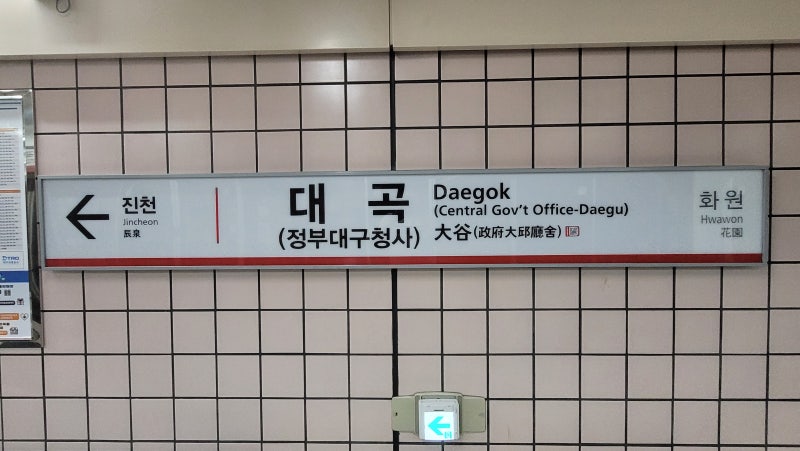 진천
Jincheon
辰泉
대곡
(정부대구청사)
Daegok
(Central Gov't Office-Daegu)
大谷(政府大邱廳舍)
화원
Hwawon
花園
DTRO